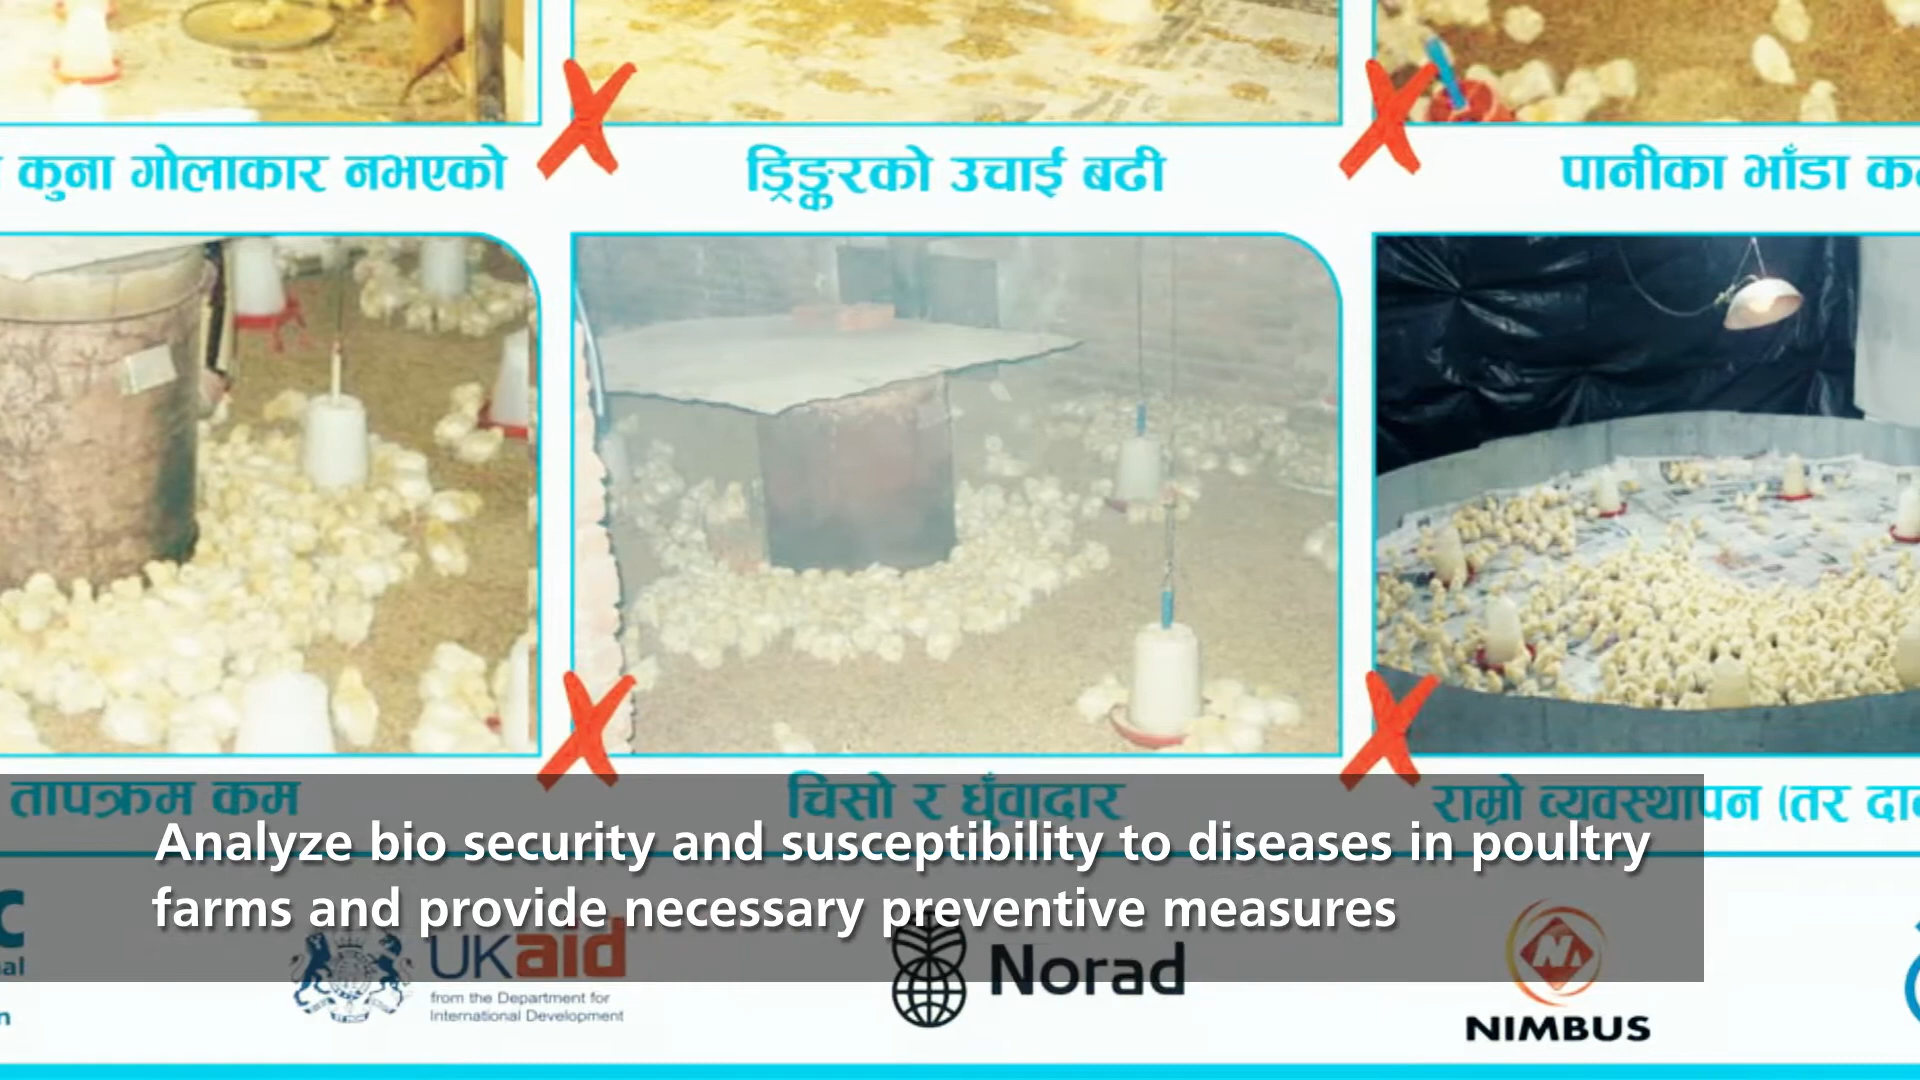 कुना गोलाकार नभएको
ड्रिङ्करको उचाई बढी
पानीका भाँडा
तापक्रम कम
चिसो र धुँवादार
राम्रो व्यवस्थापन (तर
Analyze bio security and susceptibility to diseases in poultry
farms and provide necessary preventive measures
UKaid
from the Department for
International Development
Norad
NIMBUS